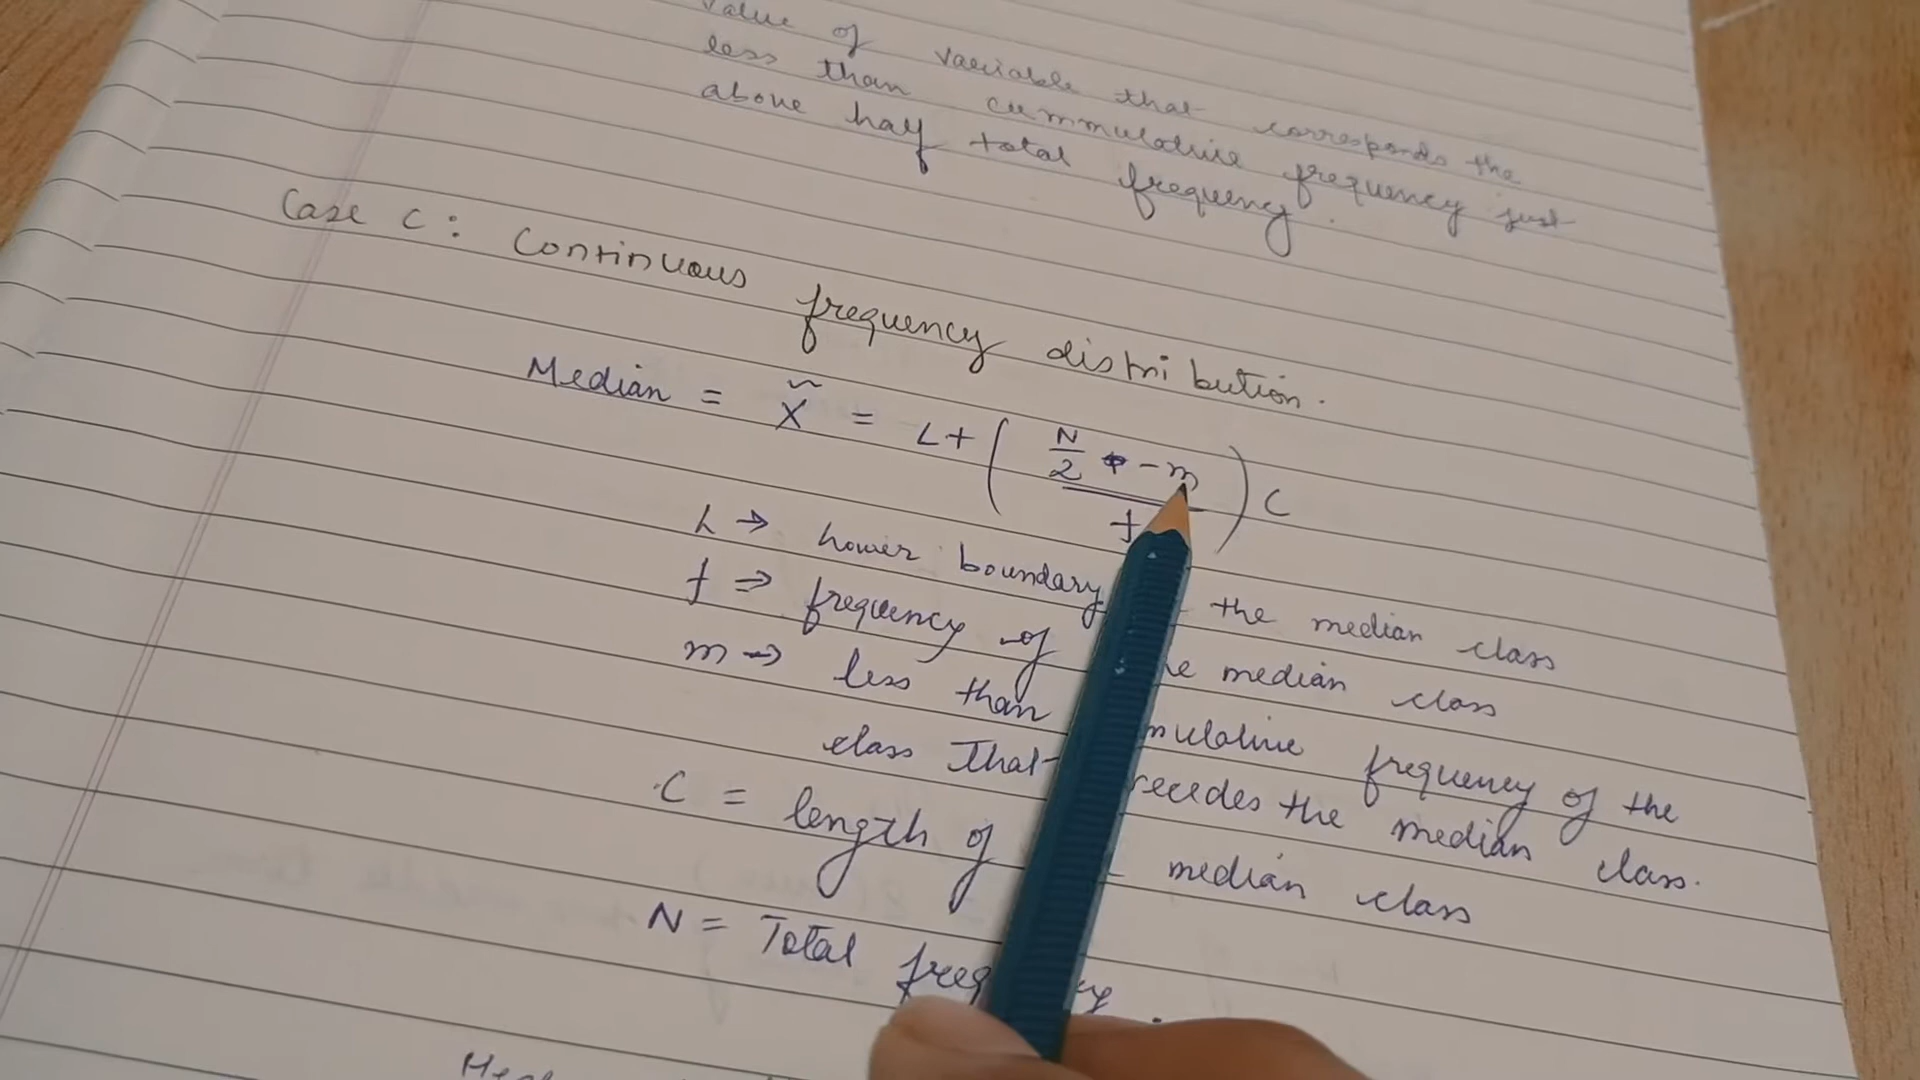 value of variable that corresponds the
less than cummulative frequency just
above half total frequency.
Case C: Continuous frequency distribution.
Median = X̃ = L + ( (N/2 - m) / f ) C
L → Lower boundary the median class
f ⇒ frequency of median class
m → less than frequency of the
class that precedes the median class.
C = length of median class
N = Total